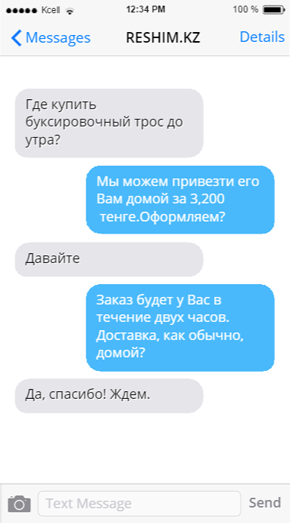 Kcell 12:34 PM 100 %
Messages RESHIM.KZ Details
Где купить
буксировочный трос до
утра?
Мы можем привезти его
Вам домой за 3,200
тенге.Оформляем?
Давайте
Заказ будет у Вас в
течение двух часов.
Доставка, как обычно,
домой?
Да, спасибо! Ждем.
Text Message Send